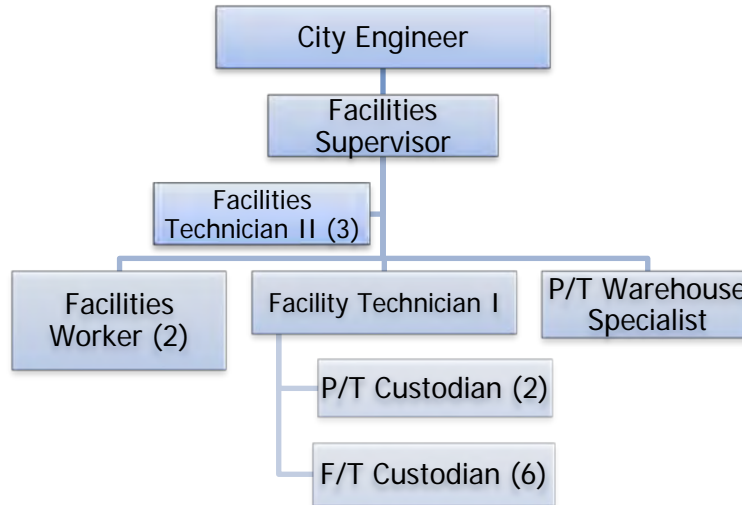 City Engineer
Facilities
Supervisor
Facilities
Technician II (3)
Facilities
Worker (2)
Facility Technician I
P/T Warehouse
Specialist
P/T Custodian (2)
F/T Custodian (6)